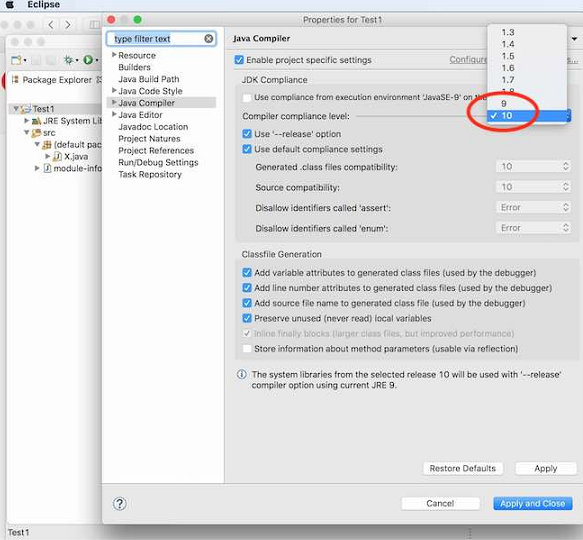 Eclipse
Properties for Test1
type filter text
Resource
Builders
Java Build Path
Java Code Style
Java Compiler
Java Editor
Javadoc Location
Project Natures
Project References
Run/Debug Settings
Task Repository
Package Explorer
Test1
JRE System Lib
src
(default pac
X.java
module-info
Java Compiler
Enable project specific settings
Configure
1.3
1.4
1.5
1.6
1.7
1.8
9
10
JDK Compliance
Use compliance from execution environment 'JavaSE-9' on the
Compiler compliance level:
Use '--release' option
Use default compliance settings
Generated .class files compatibility: 10
Source compatibility: 10
Disallow identifiers called 'assert': Error
Disallow identifiers called 'enum': Error
Classfile Generation
Add variable attributes to generated class files (used by the debugger)
Add line number attributes to generated class files (used by the debugger)
Add source file name to generated class file (used by the debugger)
Preserve unused (never read) local variables
Inline finally blocks (larger class files, but improved performance)
Store information about method parameters (usable via reflection)
The system libraries from the selected release 10 will be used with '--release'
compiler option using current JRE 9.
Restore Defaults Apply
Cancel Apply and Close
Test1